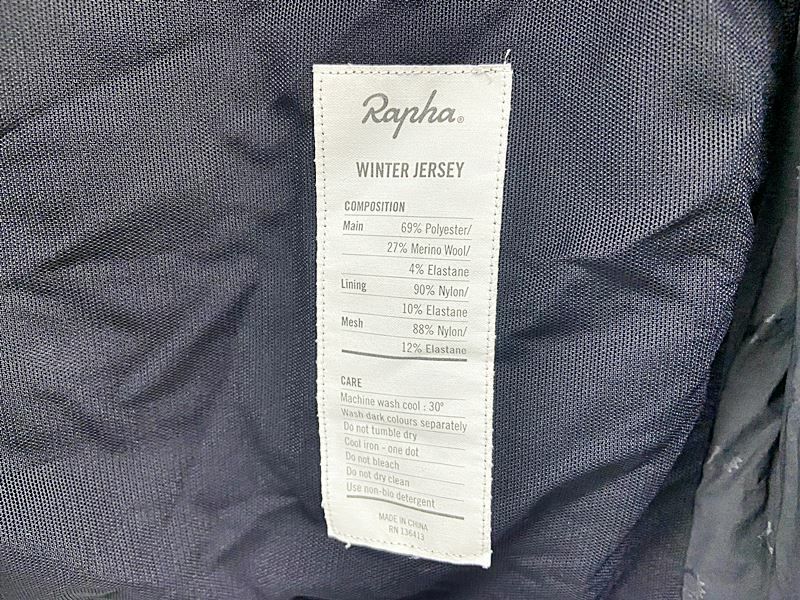 Rapha®
WINTER JERSEY
COMPOSITION
Main 69% Polyester/
27% Merino Wool/
4% Elastane
Lining 90% Nylon/
10% Elastane
Mesh 88% Nylon/
12% Elastane
CARE
Machine wash cool : 30°
Wash dark colours separately
Do not tumble dry
Cool iron - one dot
Do not bleach
Do not dry clean
Use non-bio detergent
MADE IN CHINA
RN 136413